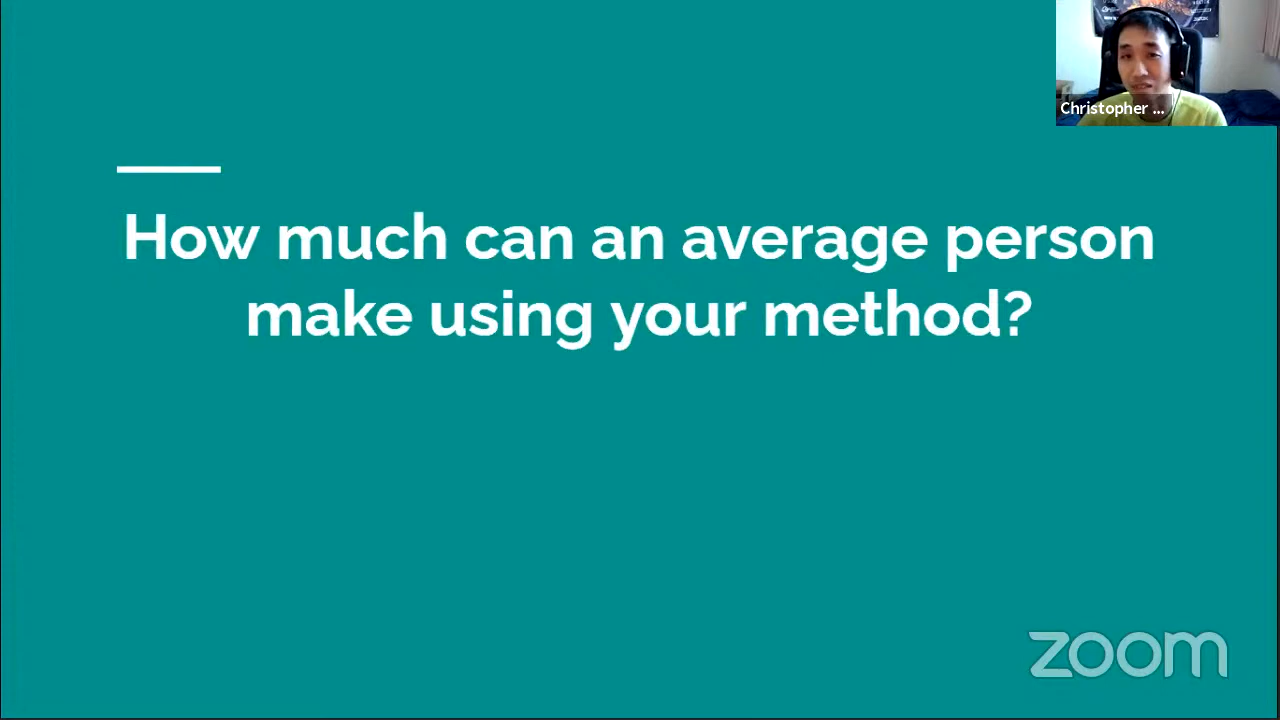 Christopher ...
How much can an average person
make using your method?
zoom